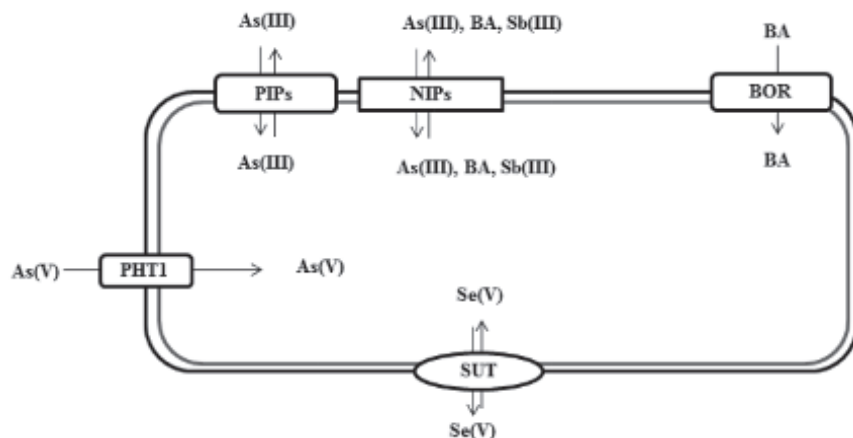 As(III)
As(III), BA, Sb(III)
BA
PIPs
NIPs
BOR
As(III)
As(III), BA, Sb(III)
BA
As(V)
PHT1
As(V)
Se(V)
SUT
Se(V)